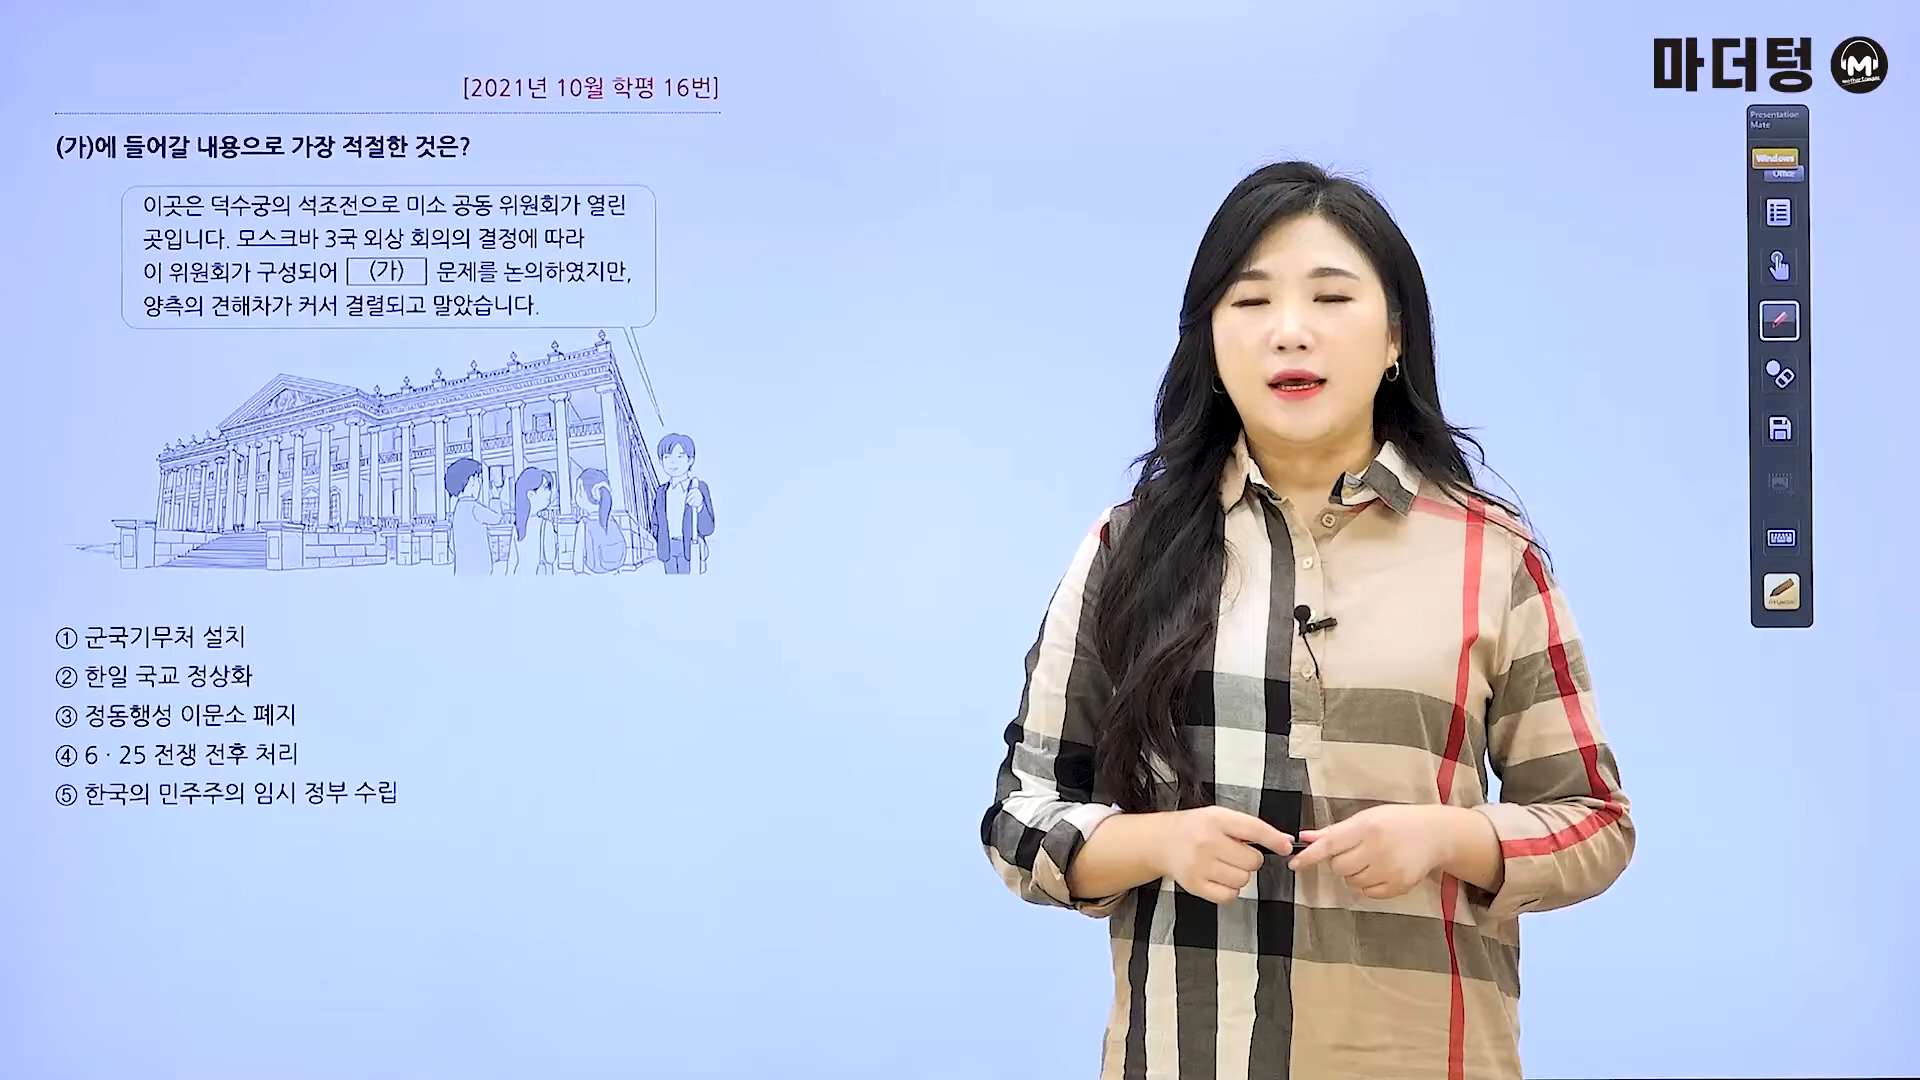 마더텅
M
[2021년 10월 학평 16번]
(가)에 들어갈 내용으로 가장 적절한 것은?
이곳은 덕수궁의 석조전으로 미소 공동 위원회가 열린
곳입니다. 모스크바 3국 외상 회의의 결정에 따라
이 위원회가 구성되어 (가) 문제를 논의하였지만,
양측의 견해차가 커서 결렬되고 말았습니다.
① 군국기무처 설치
② 한일 국교 정상화
③ 정동행성 이문소 폐지
④ 6·25 전쟁 전후 처리
⑤ 한국의 민주주의 임시 정부 수립
Presentation
Mate
Windows
Office